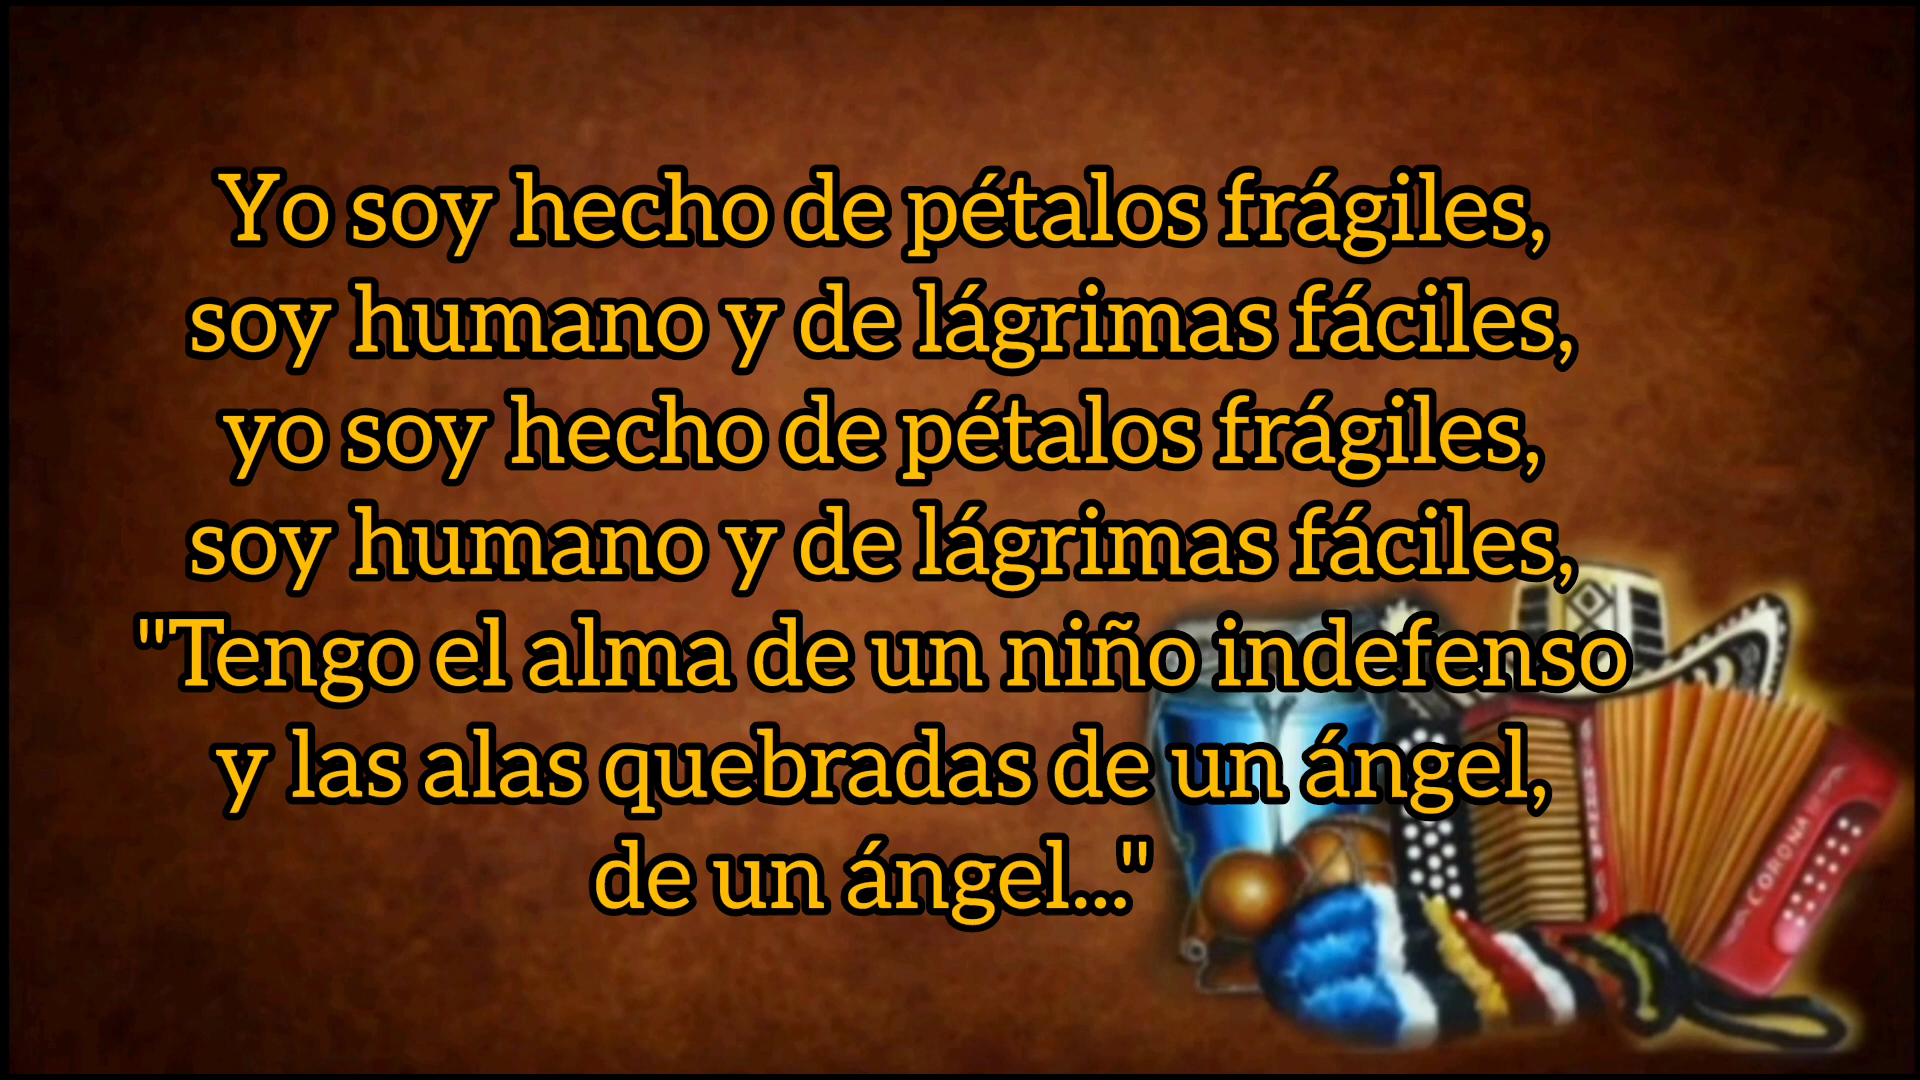 Yo soy hecho de pétalos frágiles,
soy humano y de lágrimas fáciles,
yo soy hecho de pétalos frágiles,
soy humano y de lágrimas fáciles,
"Tengo el alma de un niño indefenso
y las alas quebradas de un ángel,
de un ángel..."
CORONA